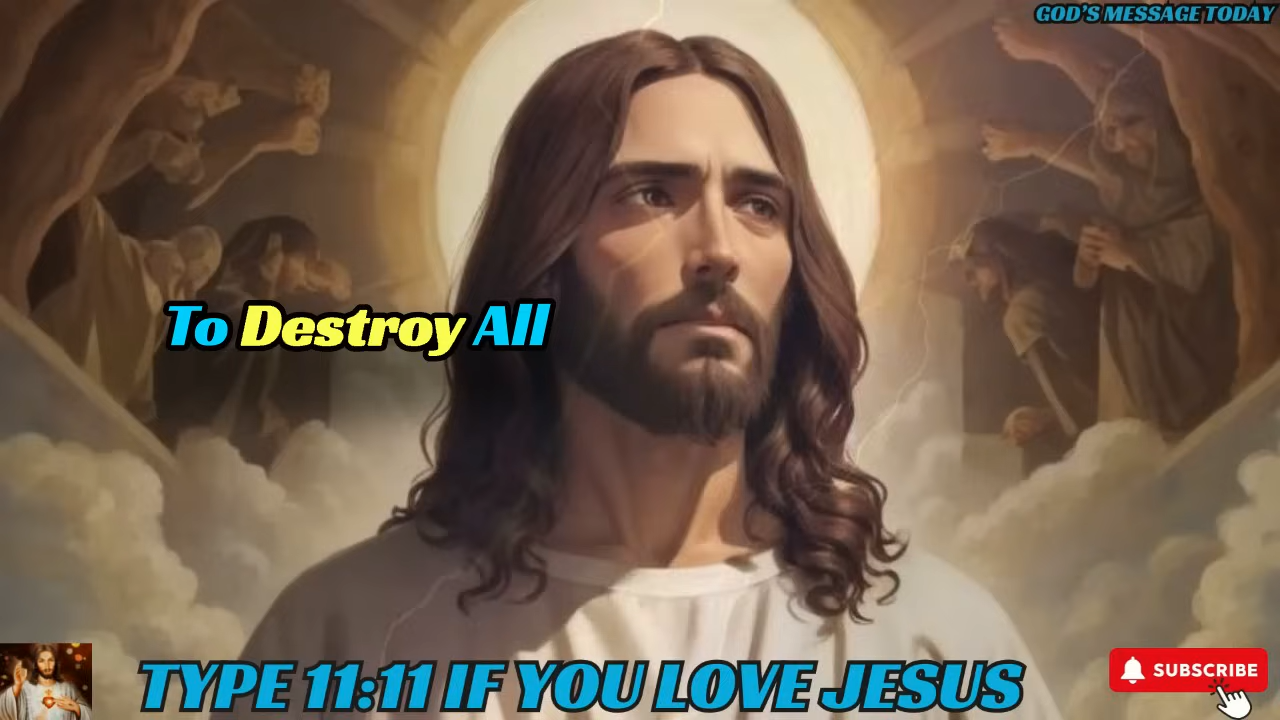 GOD'S MESSAGE TODAY
To Destroy All
TYPE 11:11 IF YOU LOVE JESUS
SUBSCRIBE